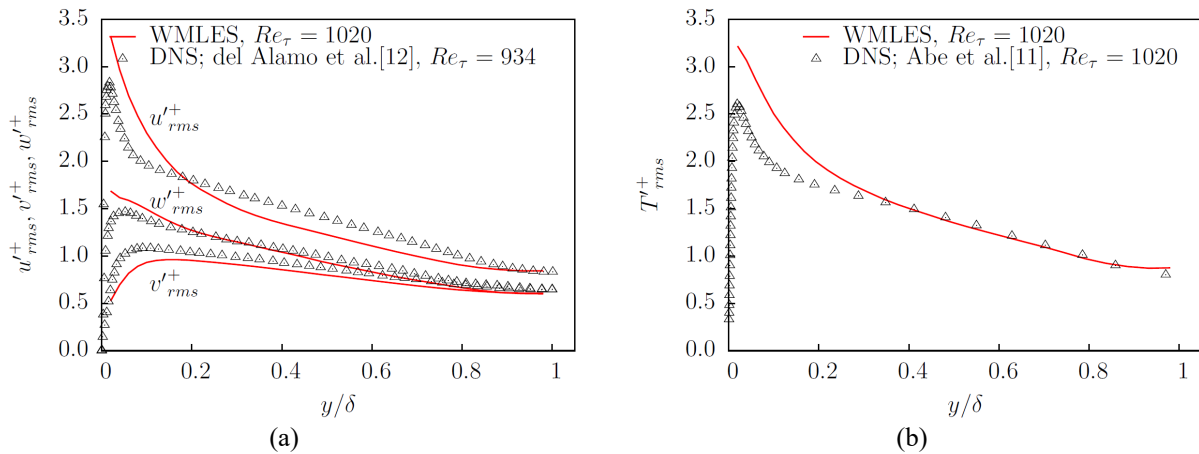 WMLES, Reτ = 1020
DNS; del Alamo et al.[12], Reτ = 934
u′+rms, v′+rms, w′+rms
3.5
3.0
2.5
2.0
1.5
1.0
0.5
0.0
u′+rms
w′+rms
v′+rms
0 0.2 0.4 0.6 0.8 1
y/δ
(a)
WMLES, Reτ = 1020
DNS; Abe et al.[11], Reτ = 1020
T′+rms
3.5
3.0
2.5
2.0
1.5
1.0
0.5
0.0
0 0.2 0.4 0.6 0.8 1
y/δ
(b)